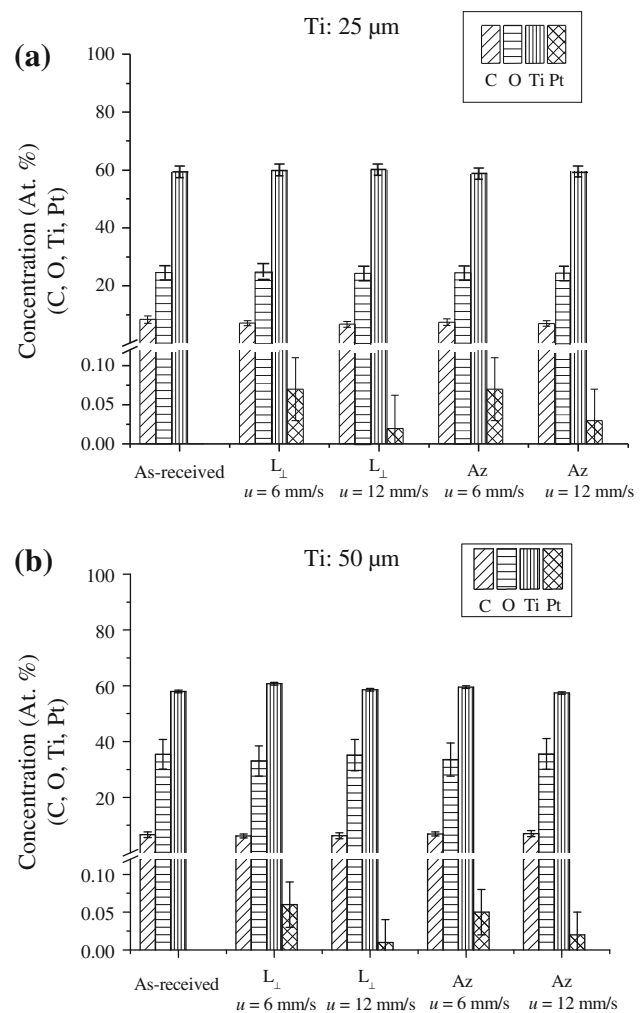 Ti: 25 µm
(a)
C O Ti Pt
Concentration (At. %)
(C, O, Ti, Pt)
100
80
60
40
20
0.10
0.05
0.00
As-received
L⊥
u = 6 mm/s
L⊥
u = 12 mm/s
Az
u = 6 mm/s
Az
u = 12 mm/s
Ti: 50 µm
(b)
C O Ti Pt
Concentration (At. %)
(C, O, Ti, Pt)
100
80
60
40
20
0.10
0.05
0.00
As-received
L⊥
u = 6 mm/s
L⊥
u = 12 mm/s
Az
u = 6 mm/s
Az
u = 12 mm/s